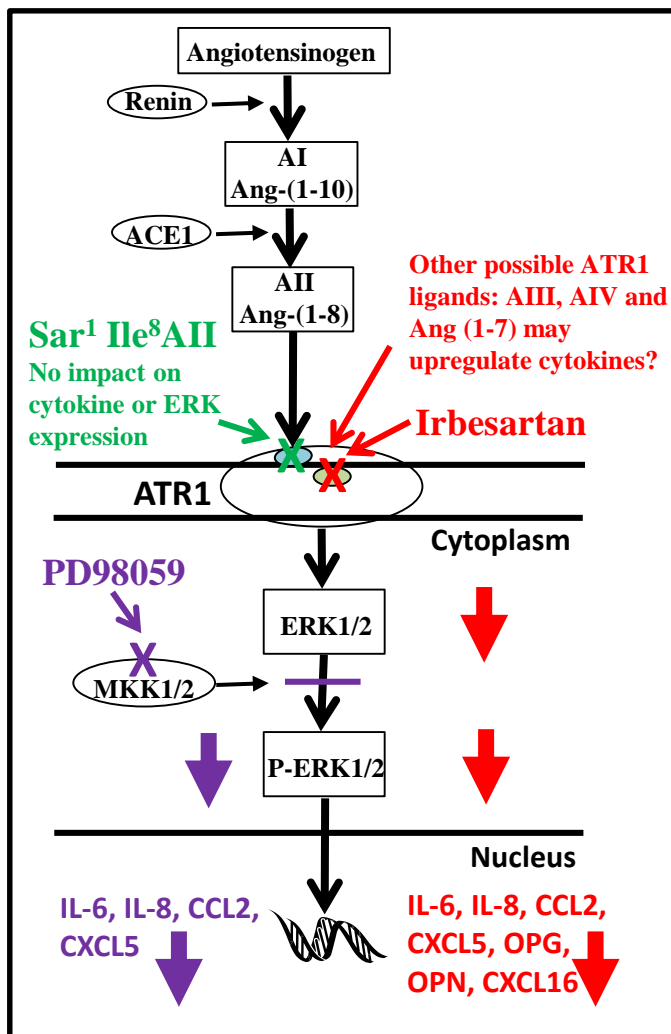 Angiotensinogen
Renin
AI
Ang-(1-10)
ACE1
AII
Ang-(1-8)
Other possible ATR1
ligands: AIII, AIV and
Ang (1-7) may
upregulate cytokines?
Sar¹ Ile⁸AII
No impact on
cytokine or ERK
expression
Irbesartan
X
X
ATR1
Cytoplasm
PD98059
ERK1/2
X
MKK1/2
P-ERK1/2
Nucleus
IL-6, IL-8, CCL2,
CXCL5
IL-6, IL-8, CCL2,
CXCL5, OPG,
OPN, CXCL16